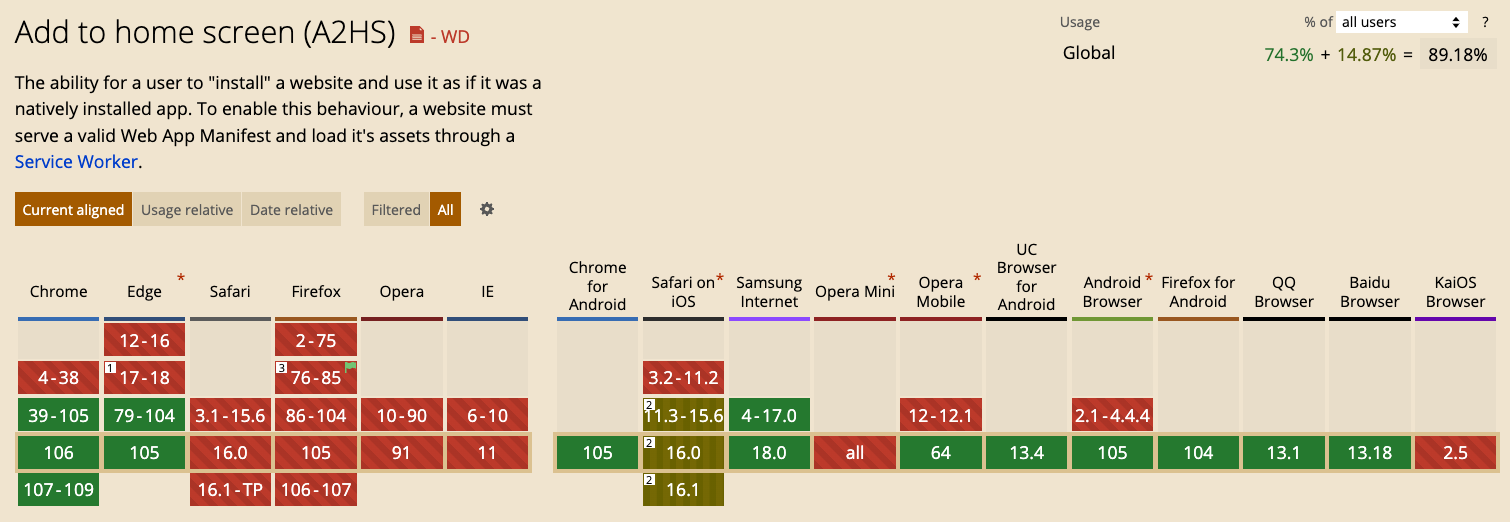 Add to home screen (A2HS) - WD
Usage % of all users ?
Global 74.3% + 14.87% = 89.18%
The ability for a user to "install" a website and use it as if it was a
natively installed app. To enable this behaviour, a website must
serve a valid Web App Manifest and load it's assets through a
Service Worker.
Current aligned Usage relative Date relative Filtered All
Chrome Edge * Safari Firefox Opera IE Chrome for Android Safari on iOS * Samsung Internet Opera Mini * Opera Mobile * UC Browser for Android Android Browser * Firefox for Android QQ Browser Baidu Browser KaiOS Browser
12-16 2-75
4-38 1 17-18 3 76-85 3.2-11.2
39-105 79-104 3.1-15.6 86-104 10-90 6-10 2 11.3-15.6 4-17.0 12-12.1 2.1-4.4.4
106 105 16.0 105 91 11 105 2 16.0 18.0 all 64 13.4 105 104 13.1 13.18 2.5
107-109 16.1-TP 106-107 2 16.1